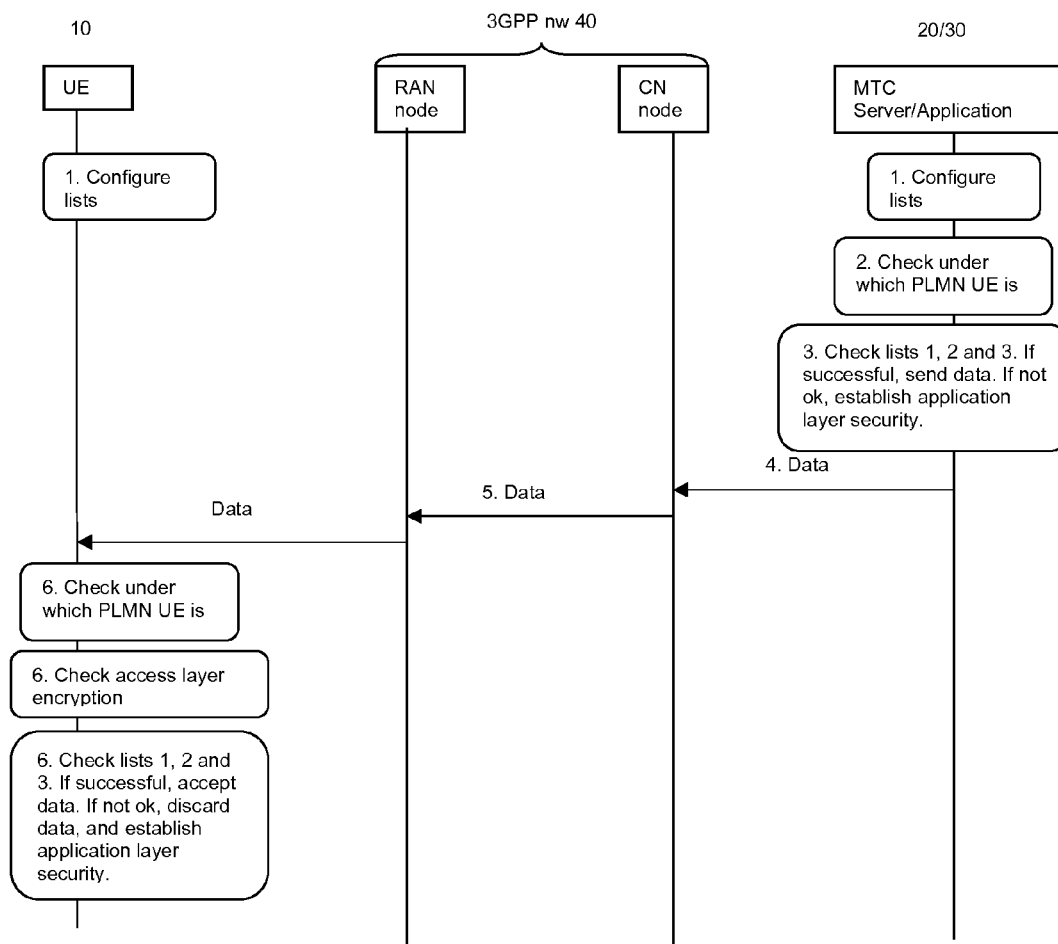 10
3GPP nw 40
20/30
UE
RAN
node
CN
node
MTC
Server/Application
1. Configure
lists
1. Configure
lists
2. Check under
which PLMN UE is
3. Check lists 1, 2 and 3. If
successful, send data. If not
ok, establish application
layer security.
4. Data
5. Data
Data
6. Check under
which PLMN UE is
6. Check access layer
encryption
6. Check lists 1, 2 and
3. If successful, accept
data. If not ok, discard
data, and establish
application layer
security.